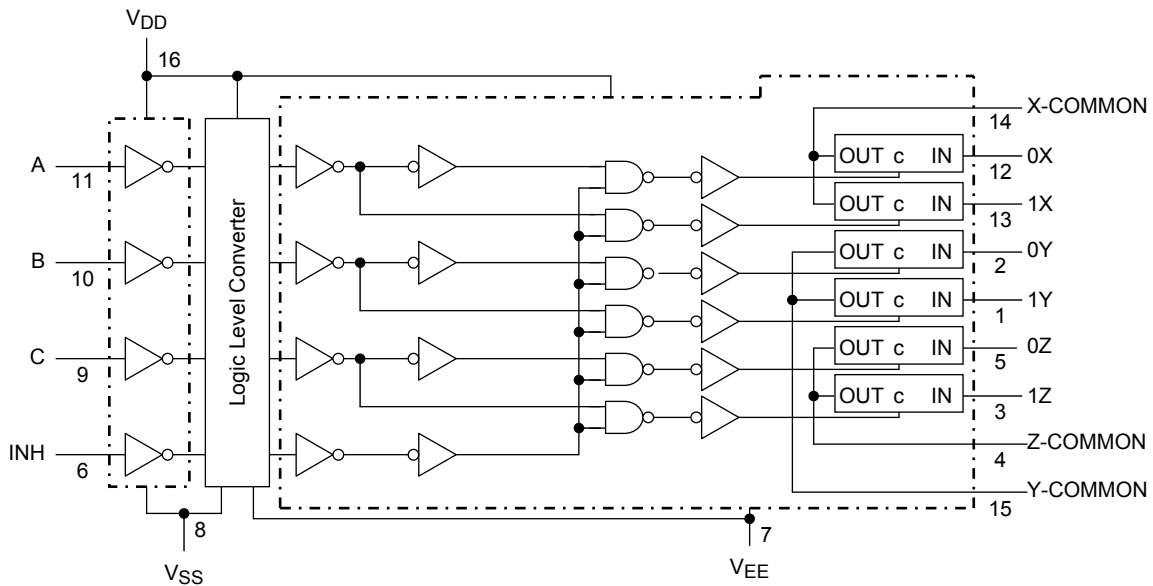 VDD
16
X-COMMON
14
A
11
OUT c IN
0X
12
OUT c IN
1X
13
B
10
OUT c IN
0Y
2
OUT c IN
1Y
1
Logic Level Converter
C
9
OUT c IN
0Z
5
OUT c IN
1Z
3
INH
6
Z-COMMON
4
Y-COMMON
15
8
VSS
7
VEE